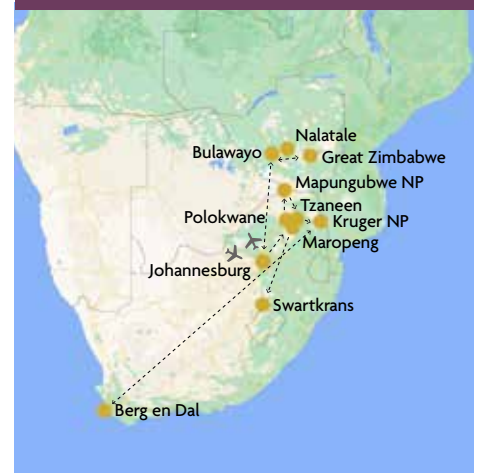 Nalatale
Bulawayo
Great Zimbabwe
Mapungubwe NP
Tzaneen
Polokwane
Kruger NP
Maropeng
Johannesburg
Swartkrans
Berg en Dal